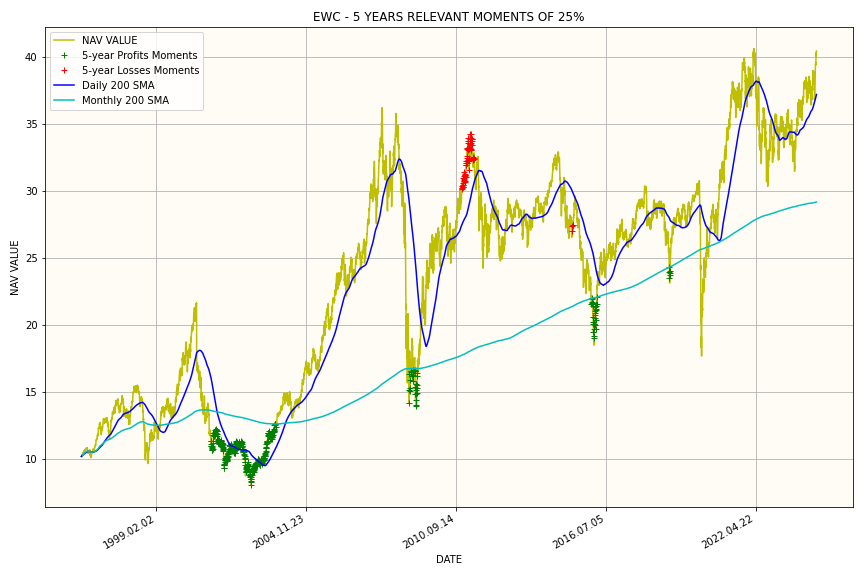 EWC - 5 YEARS RELEVANT MOMENTS OF 25%
NAV VALUE
5-year Profits Moments
5-year Losses Moments
Daily 200 SMA
Monthly 200 SMA
40
35
30
25
20
15
10
NAV VALUE
1999.02.02
2004.11.23
2010.09.14
2016.07.05
2022.04.22
DATE